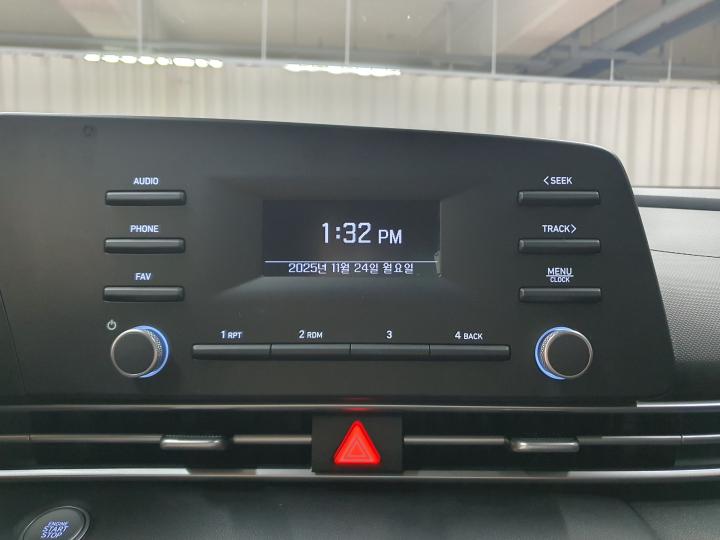 AUDIO
<SEEK
1:32 PM
PHONE
TRACK>
2025년 11월 24일 월요일
FAV
MENU
CLOCK
1 RPT
2 RDM
3
4 BACK
ENGINE
START
STOP